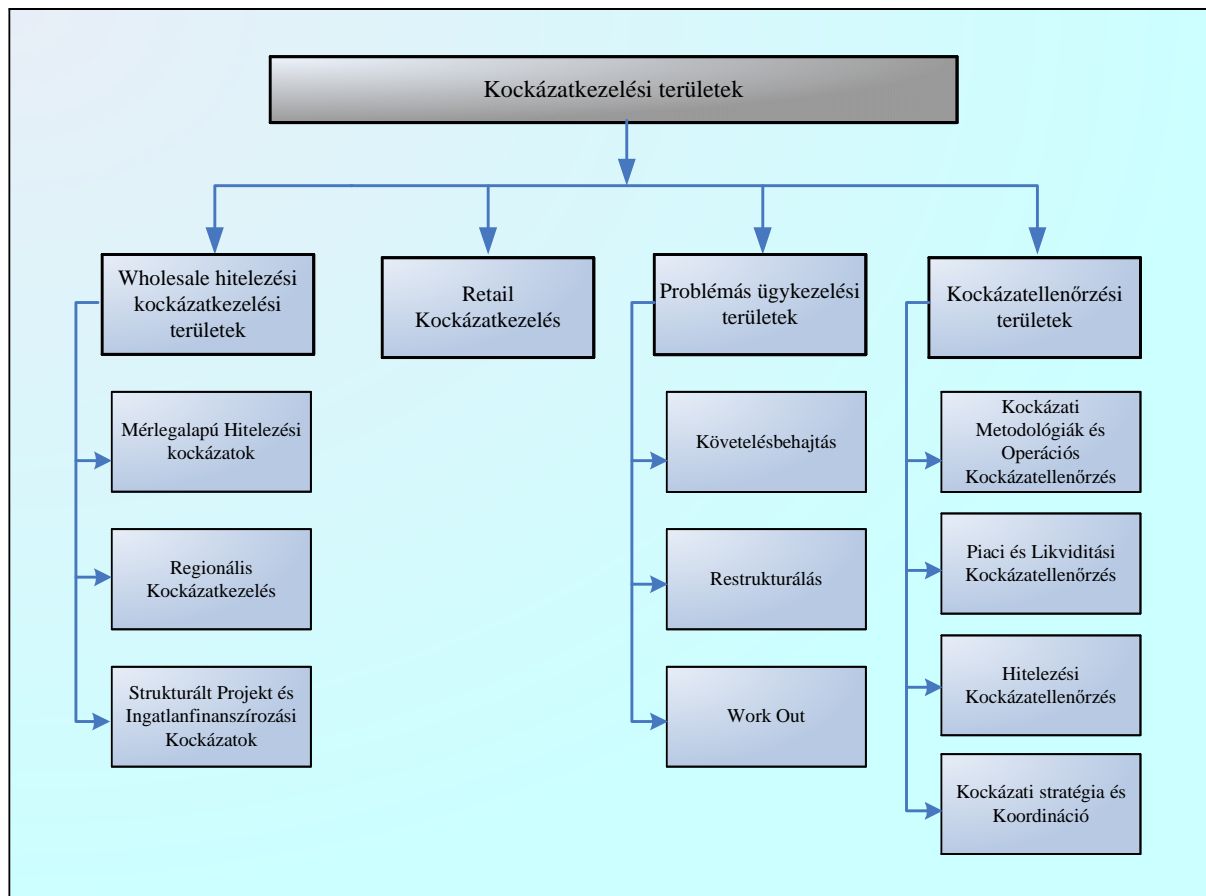 Kockázatkezelési területek
Wholesale hitelezési
kockázatkezelési
területek
Retail
Kockázatkezelés
Problémás ügykezelési
területek
Kockázatellenőrzési
területek
Mérlegalapú Hitelezési
kockázatok
Regionális
Kockázatkezelés
Strukturált Projekt és
Ingatlanfinanszírozási
Kockázatok
Követelésbehajtás
Restrukturálás
Work Out
Kockázati
Metodológiák és
Operációs
Kockázatellenőrzés
Piaci és Likviditási
Kockázatellenőrzés
Hitelezési
Kockázatellenőrzés
Kockázati stratégia és
Koordináció